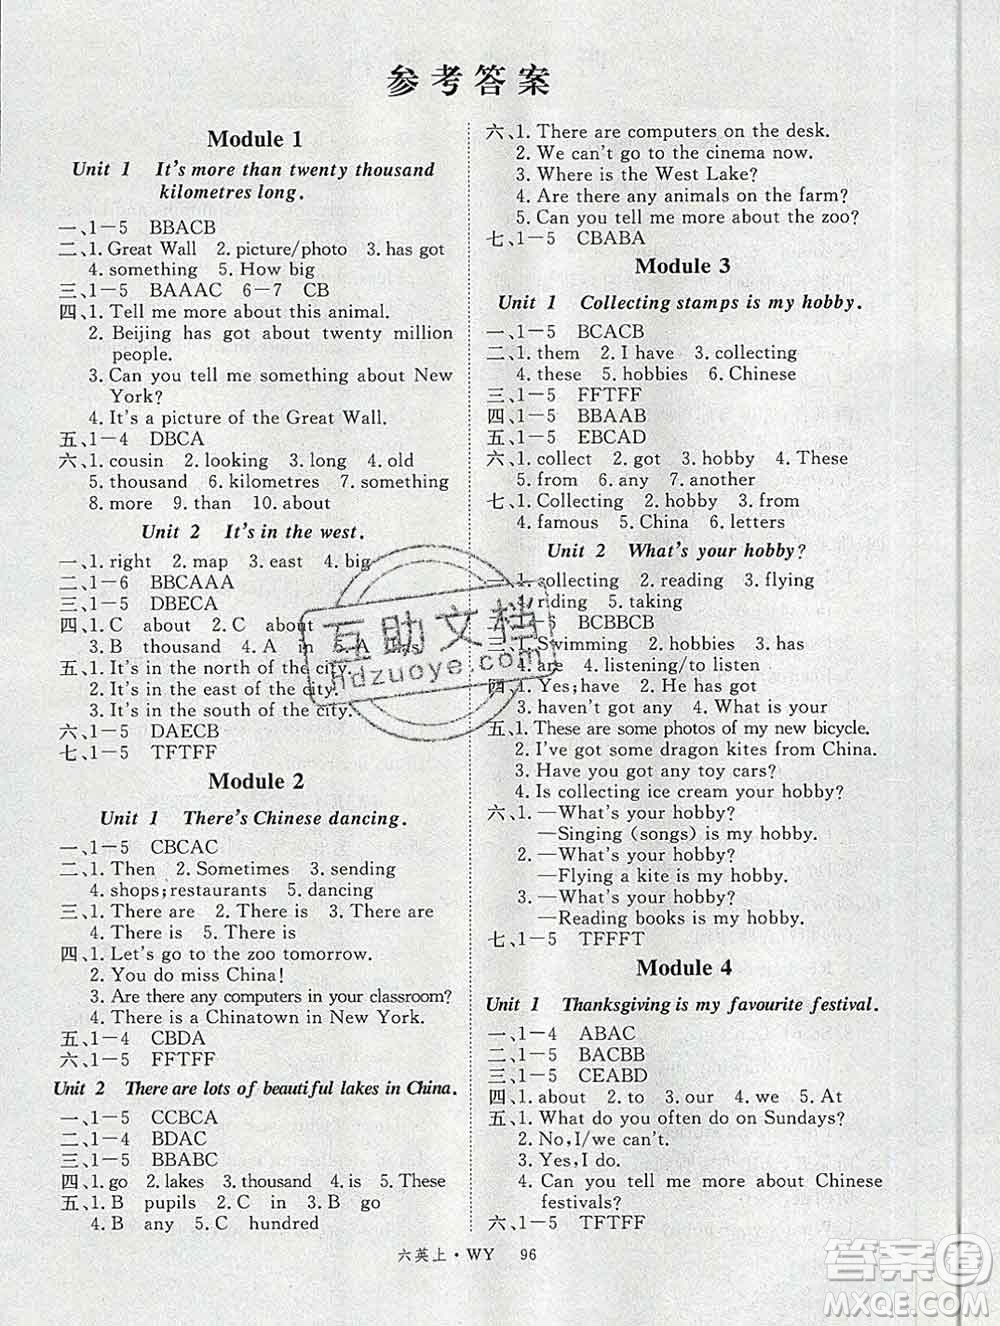 参考答案
Module 1
Unit 1 It's more than twenty thousand
kilometres long.
一、1－5 BBACB
二、1. Great Wall 2. picture/photo 3. has got
4. something 5. How big
三、1－5 BAAAC 6－7 CB
四、1. Tell me more about this animal.
2. Beijing has got about twenty million
people.
3. Can you tell me something about New
York?
4. It's a picture of the Great Wall.
五、1－4 DBCA
六、1. cousin 2. looking 3. long 4. old
5. thousand 6. kilometres 7. something
8. more 9. than 10. about
Unit 2 It's in the west.
一、1. right 2. map 3. east 4. big
二、1－6 BBCAAA
三、1－5 DBECA
四、1. C about 2. C about
3. B thousand 4. A in 5. A
五、1. It's in the north of the city.
2. It's in the east of the city.
3. It's in the south of the city.
六、1－5 DAECB
七、1－5 TFTFF
Module 2
Unit 1 There's Chinese dancing.
一、1－5 CBCAC
二、1. Then 2. Sometimes 3. sending
4. shops;restaurants 5. dancing
三、1. There are 2. There is 3. There are
4. There is 5. There is
四、1. Let's go to the zoo tomorrow.
2. You do miss China!
3. Are there any computers in your classroom?
4. There is a Chinatown in New York.
五、1－4 CBDA
六、1－5 FFTFF
Unit 2 There are lots of beautiful lakes in China.
一、1－5 CCBCA
二、1－4 BDAC
三、1－5 BBABC
四、1. go 2. lakes 3. thousand 4. is 5. These
五、1. B pupils 2. C in 3. B go
4. B any 5. C hundred
六、1. There are computers on the desk.
2. We can't go to the cinema now.
3. Where is the West Lake?
4. Are there any animals on the farm?
5. Can you tell me more about the zoo?
七、1－5 CBABA
Module 3
Unit 1 Collecting stamps is my hobby.
一、1－5 BCACB
二、1. them 2. I have 3. collecting
4. these 5. hobbies 6. Chinese
三、1－5 FFTFF
四、1－5 BBAAB
五、1－5 EBCAD
六、1. collect 2. got 3. hobby 4. These
5. from 6. any 7. another
七、1. Collecting 2. hobby 3. from
4. famous 5. China 6. letters
Unit 2 What's your hobby?
一、1. collecting 2. reading 3. flying
4. riding 5. taking
二、1－6 BCBBCB
三、1. Swimming 2. hobbies 3. has
4. are 5. listening/to listen
四、1. Yes;have 2. He has got
3. haven't got any 4. What is your
五、1. These are some photos of my new bicycle.
2. I've got some dragon kites from China.
3. Have you got any toy cars?
4. Is collecting ice cream your hobby?
六、1. —What's your hobby?
—Singing (songs) is my hobby.
2. —What's your hobby?
—Flying a kite is my hobby.
3. —What's your hobby?
—Reading books is my hobby.
七、1－5 TFFFT
Module 4
Unit 1 Thanksgiving is my favourite festival.
一、1－4 ABAC
二、1－5 BACBB
三、1－5 CEABD
四、1. about 2. to 3. our 4. we 5. At
五、1. What do you often do on Sundays?
2. No,I/we can't.
3. Yes,I do.
4. Can you tell me more about Chinese
festivals?
六、1－5 TFTFF
六英上·WY 96
互助文档
hdzuoye.com
答案圈
MXQE.COM